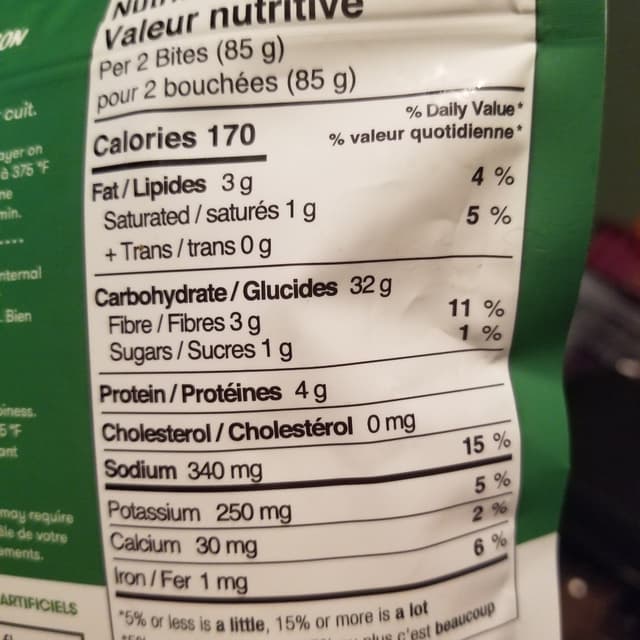 Valeur nutritive
Per 2 Bites (85 g)
pour 2 bouchées (85 g)
% Daily Value*
Calories 170
% valeur quotidienne*
Fat / Lipides 3 g 4 %
Saturated / saturés 1 g 5 %
+ Trans / trans 0 g
Carbohydrate / Glucides 32 g
Fibre / Fibres 3 g 11 %
Sugars / Sucres 1 g 1 %
Protein / Protéines 4 g
Cholesterol / Cholestérol 0 mg
Sodium 340 mg 15 %
Potassium 250 mg 5 %
Calcium 30 mg 2 %
Iron / Fer 1 mg 6 %
*5% or less is a little, 15% or more is a lot
plus c'est beaucoup
cuit.
à 375 °F
min.
Bien
may require
de votre
ARTIFICIELS